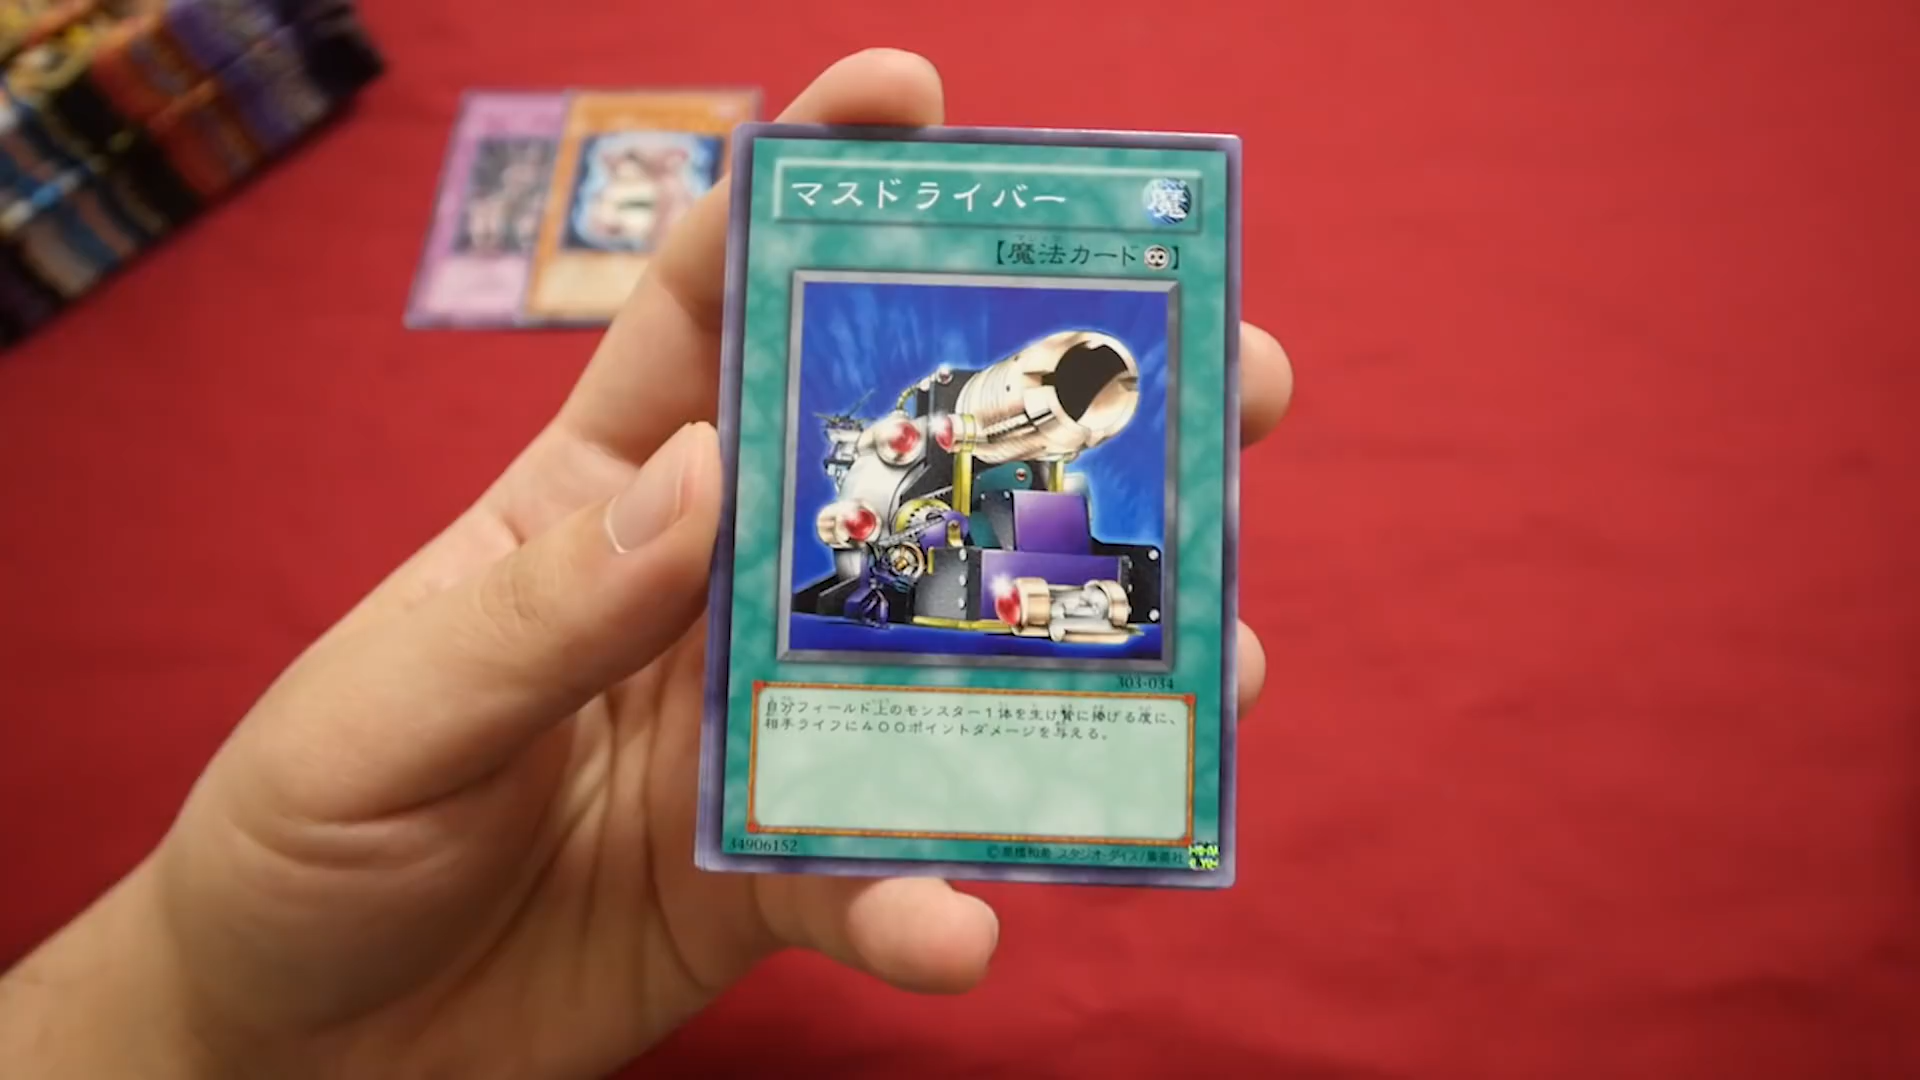 マスドライバー
魔
【魔法カード∞】
303-034
自分フィールド上のモンスター1体を生け贄に捧げる度に、
相手ライフに400ポイントダメージを与える。
34906152
©高橋和希 スタジオ・ダイス/集英社